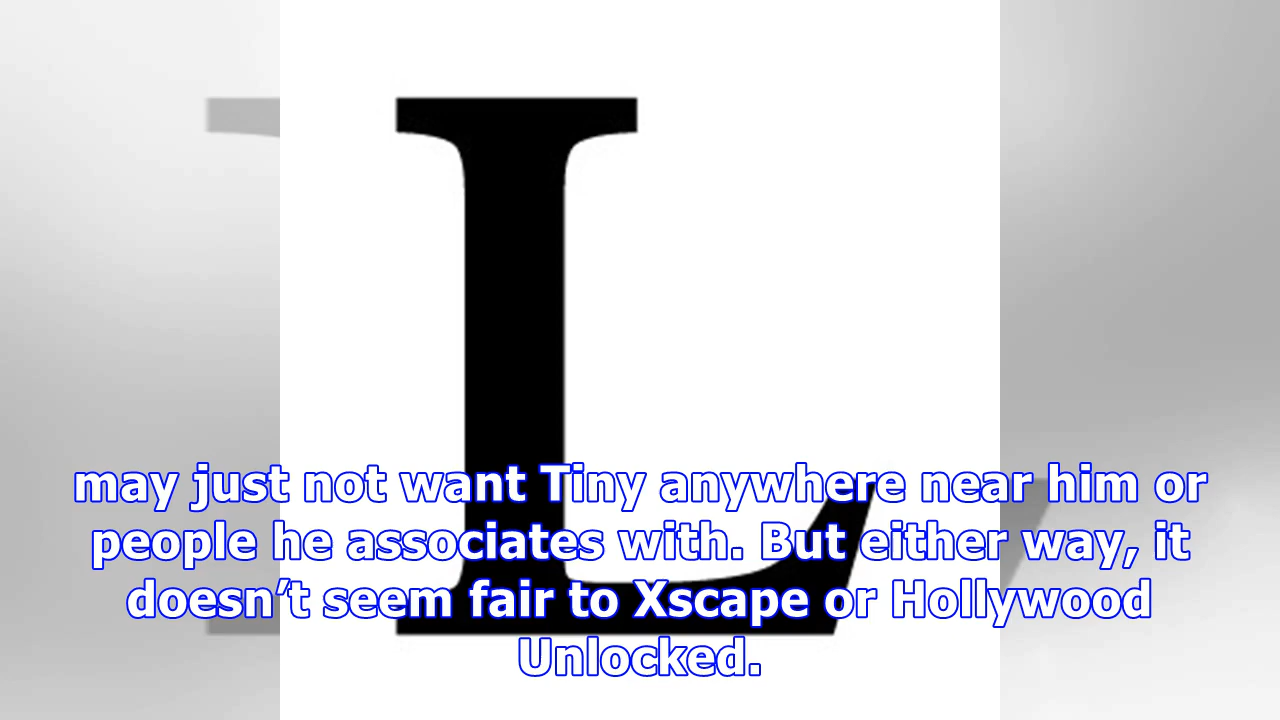 L
may just not want Tiny anywhere near him or
people he associates with. But either way, it
doesn’t seem fair to Xscape or Hollywood
Unlocked.